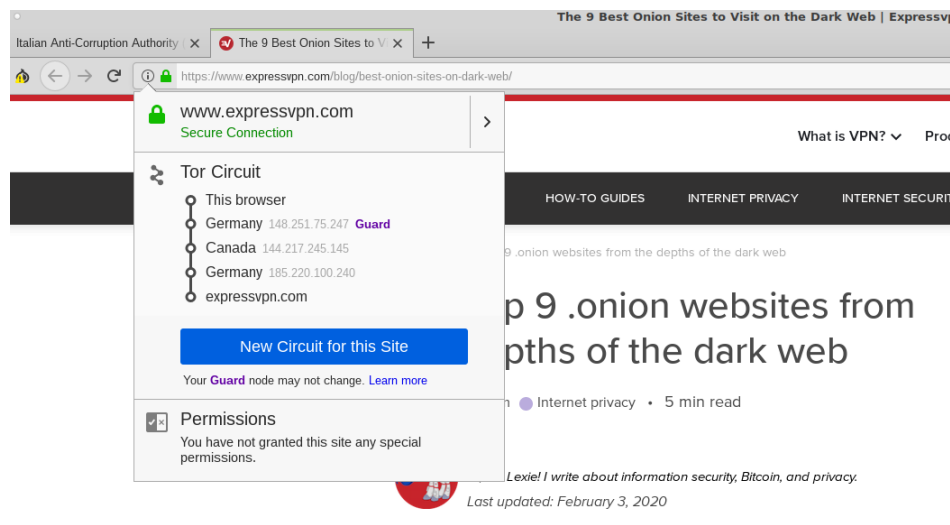 The 9 Best Onion Sites to Visit on the Dark Web | Expressv
Italian Anti-Corruption Authority
The 9 Best Onion Sites to Vi
https://www.expressvpn.com/blog/best-onion-sites-on-dark-web/
www.expressvpn.com
Secure Connection
What is VPN?
Proc
Tor Circuit
This browser
Germany 148.251.75.247 Guard
Canada 144.217.245.145
Germany 185.220.100.240
expressvpn.com
New Circuit for this Site
Your Guard node may not change. Learn more
Permissions
You have not granted this site any special
permissions.
HOW-TO GUIDES INTERNET PRIVACY INTERNET SECURIT
9 .onion websites from the depths of the dark web
p 9 .onion websites from
pths of the dark web
Internet privacy • 5 min read
Lexie! I write about information security, Bitcoin, and privacy.
Last updated: February 3, 2020